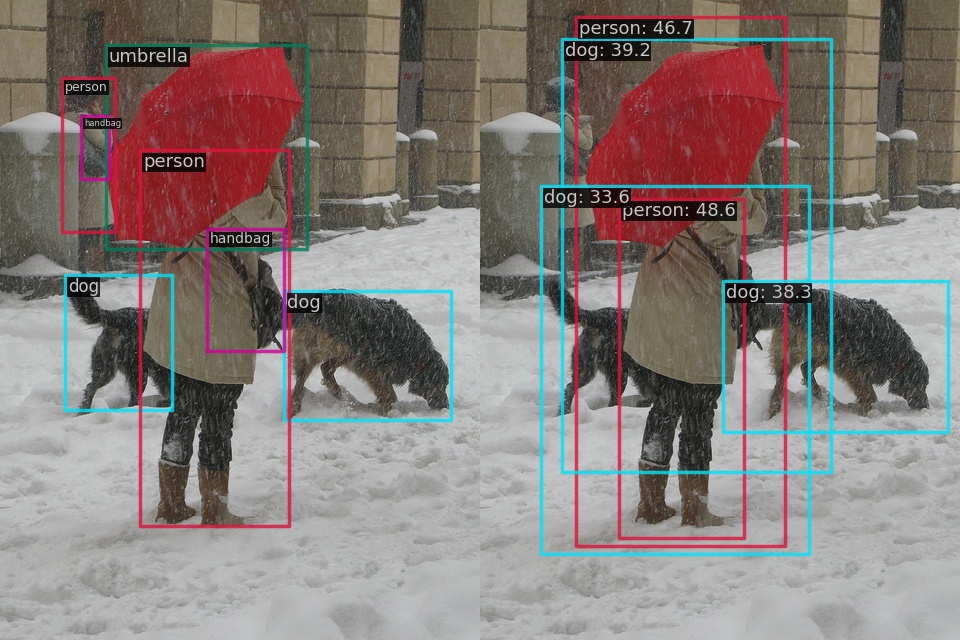 umbrella
person
handbag
person
handbag
dog
dog
person: 46.7
dog: 39.2
dog: 33.6
person: 48.6
dog: 38.3